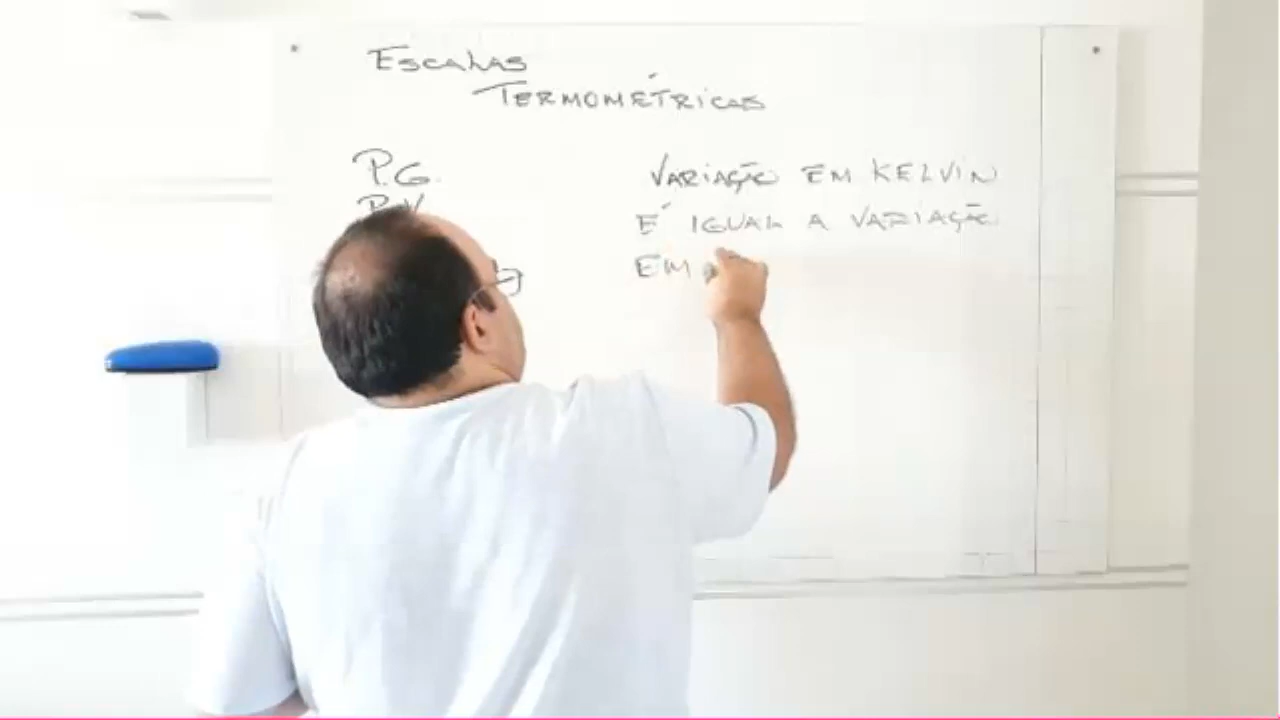 ESCALAS
TERMOMÉTRICAS
P.G.
P.V.
VARIAÇÃO EM KELVIN
É IGUAL A VARIAÇÃO
EM